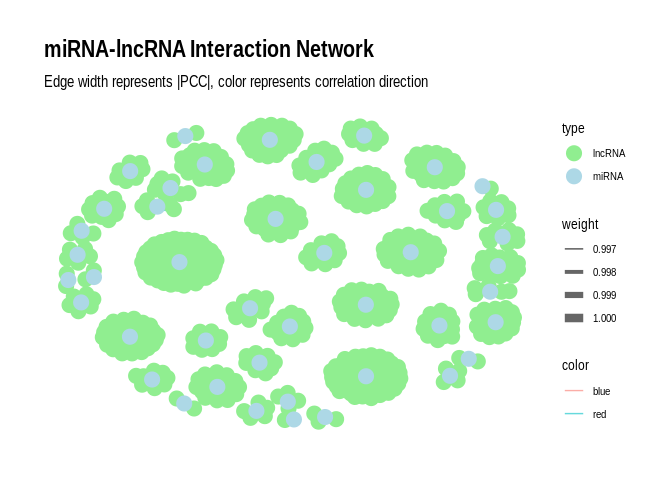 miRNA-lncRNA Interaction Network
Edge width represents |PCC|, color represents correlation direction
type
lncRNA
miRNA
weight
0.997
0.998
0.999
1.000
color
blue
red